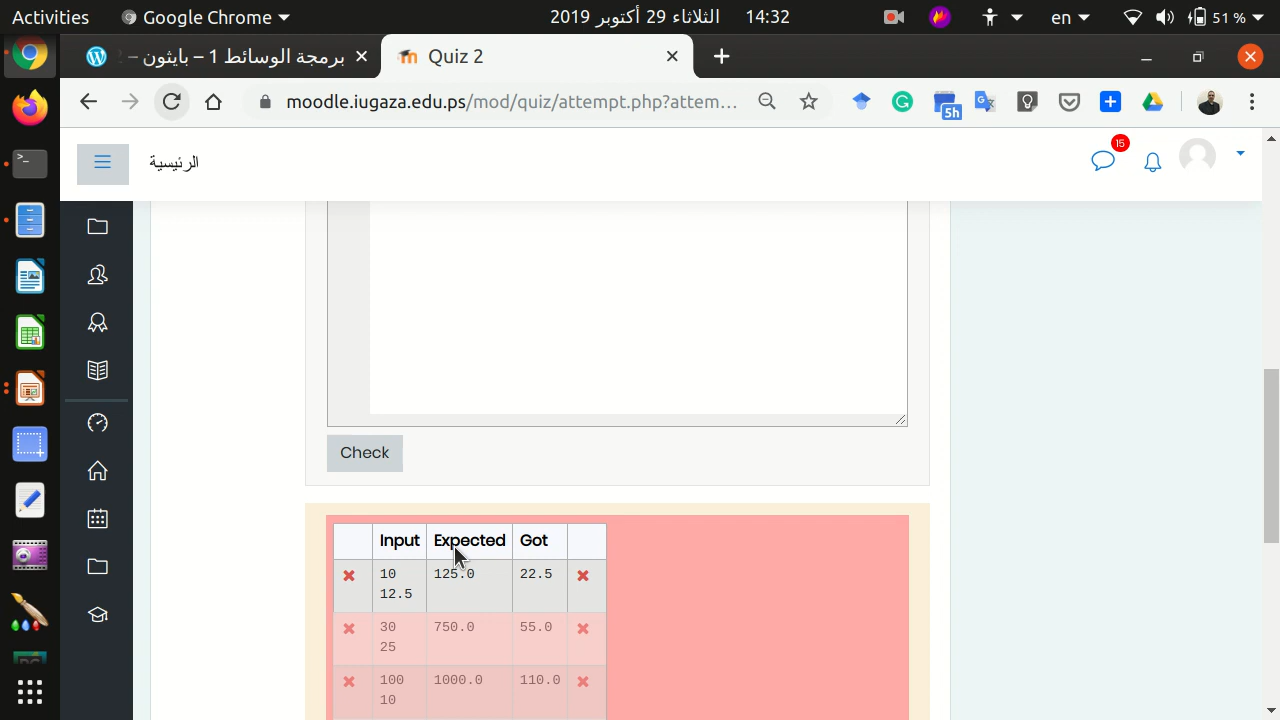 Activities
Google Chrome
الثلاثاء 29 أكتوبر 2019 14:32
en
51 %
برمجة الوسائط 1 – بايثون –
Quiz 2
moodle.iugaza.edu.ps/mod/quiz/attempt.php?attem...
5h
الرئيسية
15
Check
Input Expected Got
10 125.0 22.5
12.5
30 750.0 55.0
25
100 1000.0 110.0
10